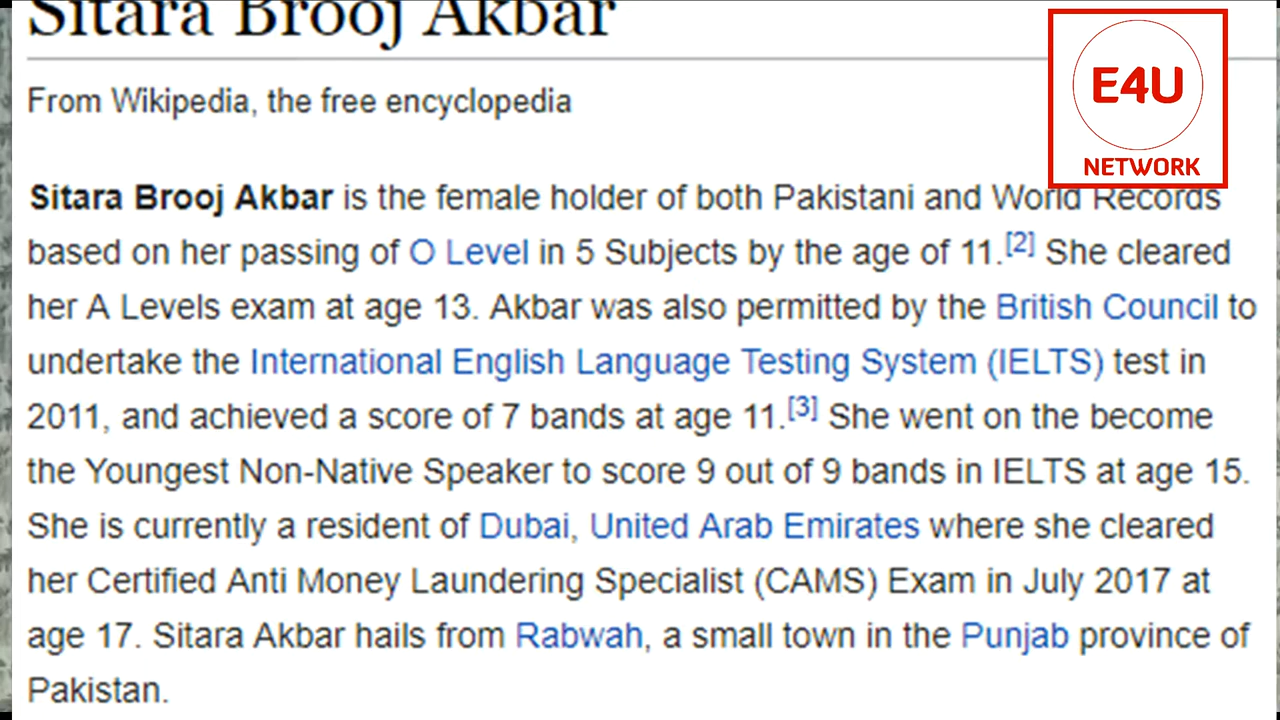 Sitara Brooj Akbar
E4U
NETWORK
From Wikipedia, the free encyclopedia
Sitara Brooj Akbar is the female holder of both Pakistani and World Records
based on her passing of O Level in 5 Subjects by the age of 11.[2] She cleared
her A Levels exam at age 13. Akbar was also permitted by the British Council to
undertake the International English Language Testing System (IELTS) test in
2011, and achieved a score of 7 bands at age 11.[3] She went on the become
the Youngest Non-Native Speaker to score 9 out of 9 bands in IELTS at age 15.
She is currently a resident of Dubai, United Arab Emirates where she cleared
her Certified Anti Money Laundering Specialist (CAMS) Exam in July 2017 at
age 17. Sitara Akbar hails from Rabwah, a small town in the Punjab province of
Pakistan.